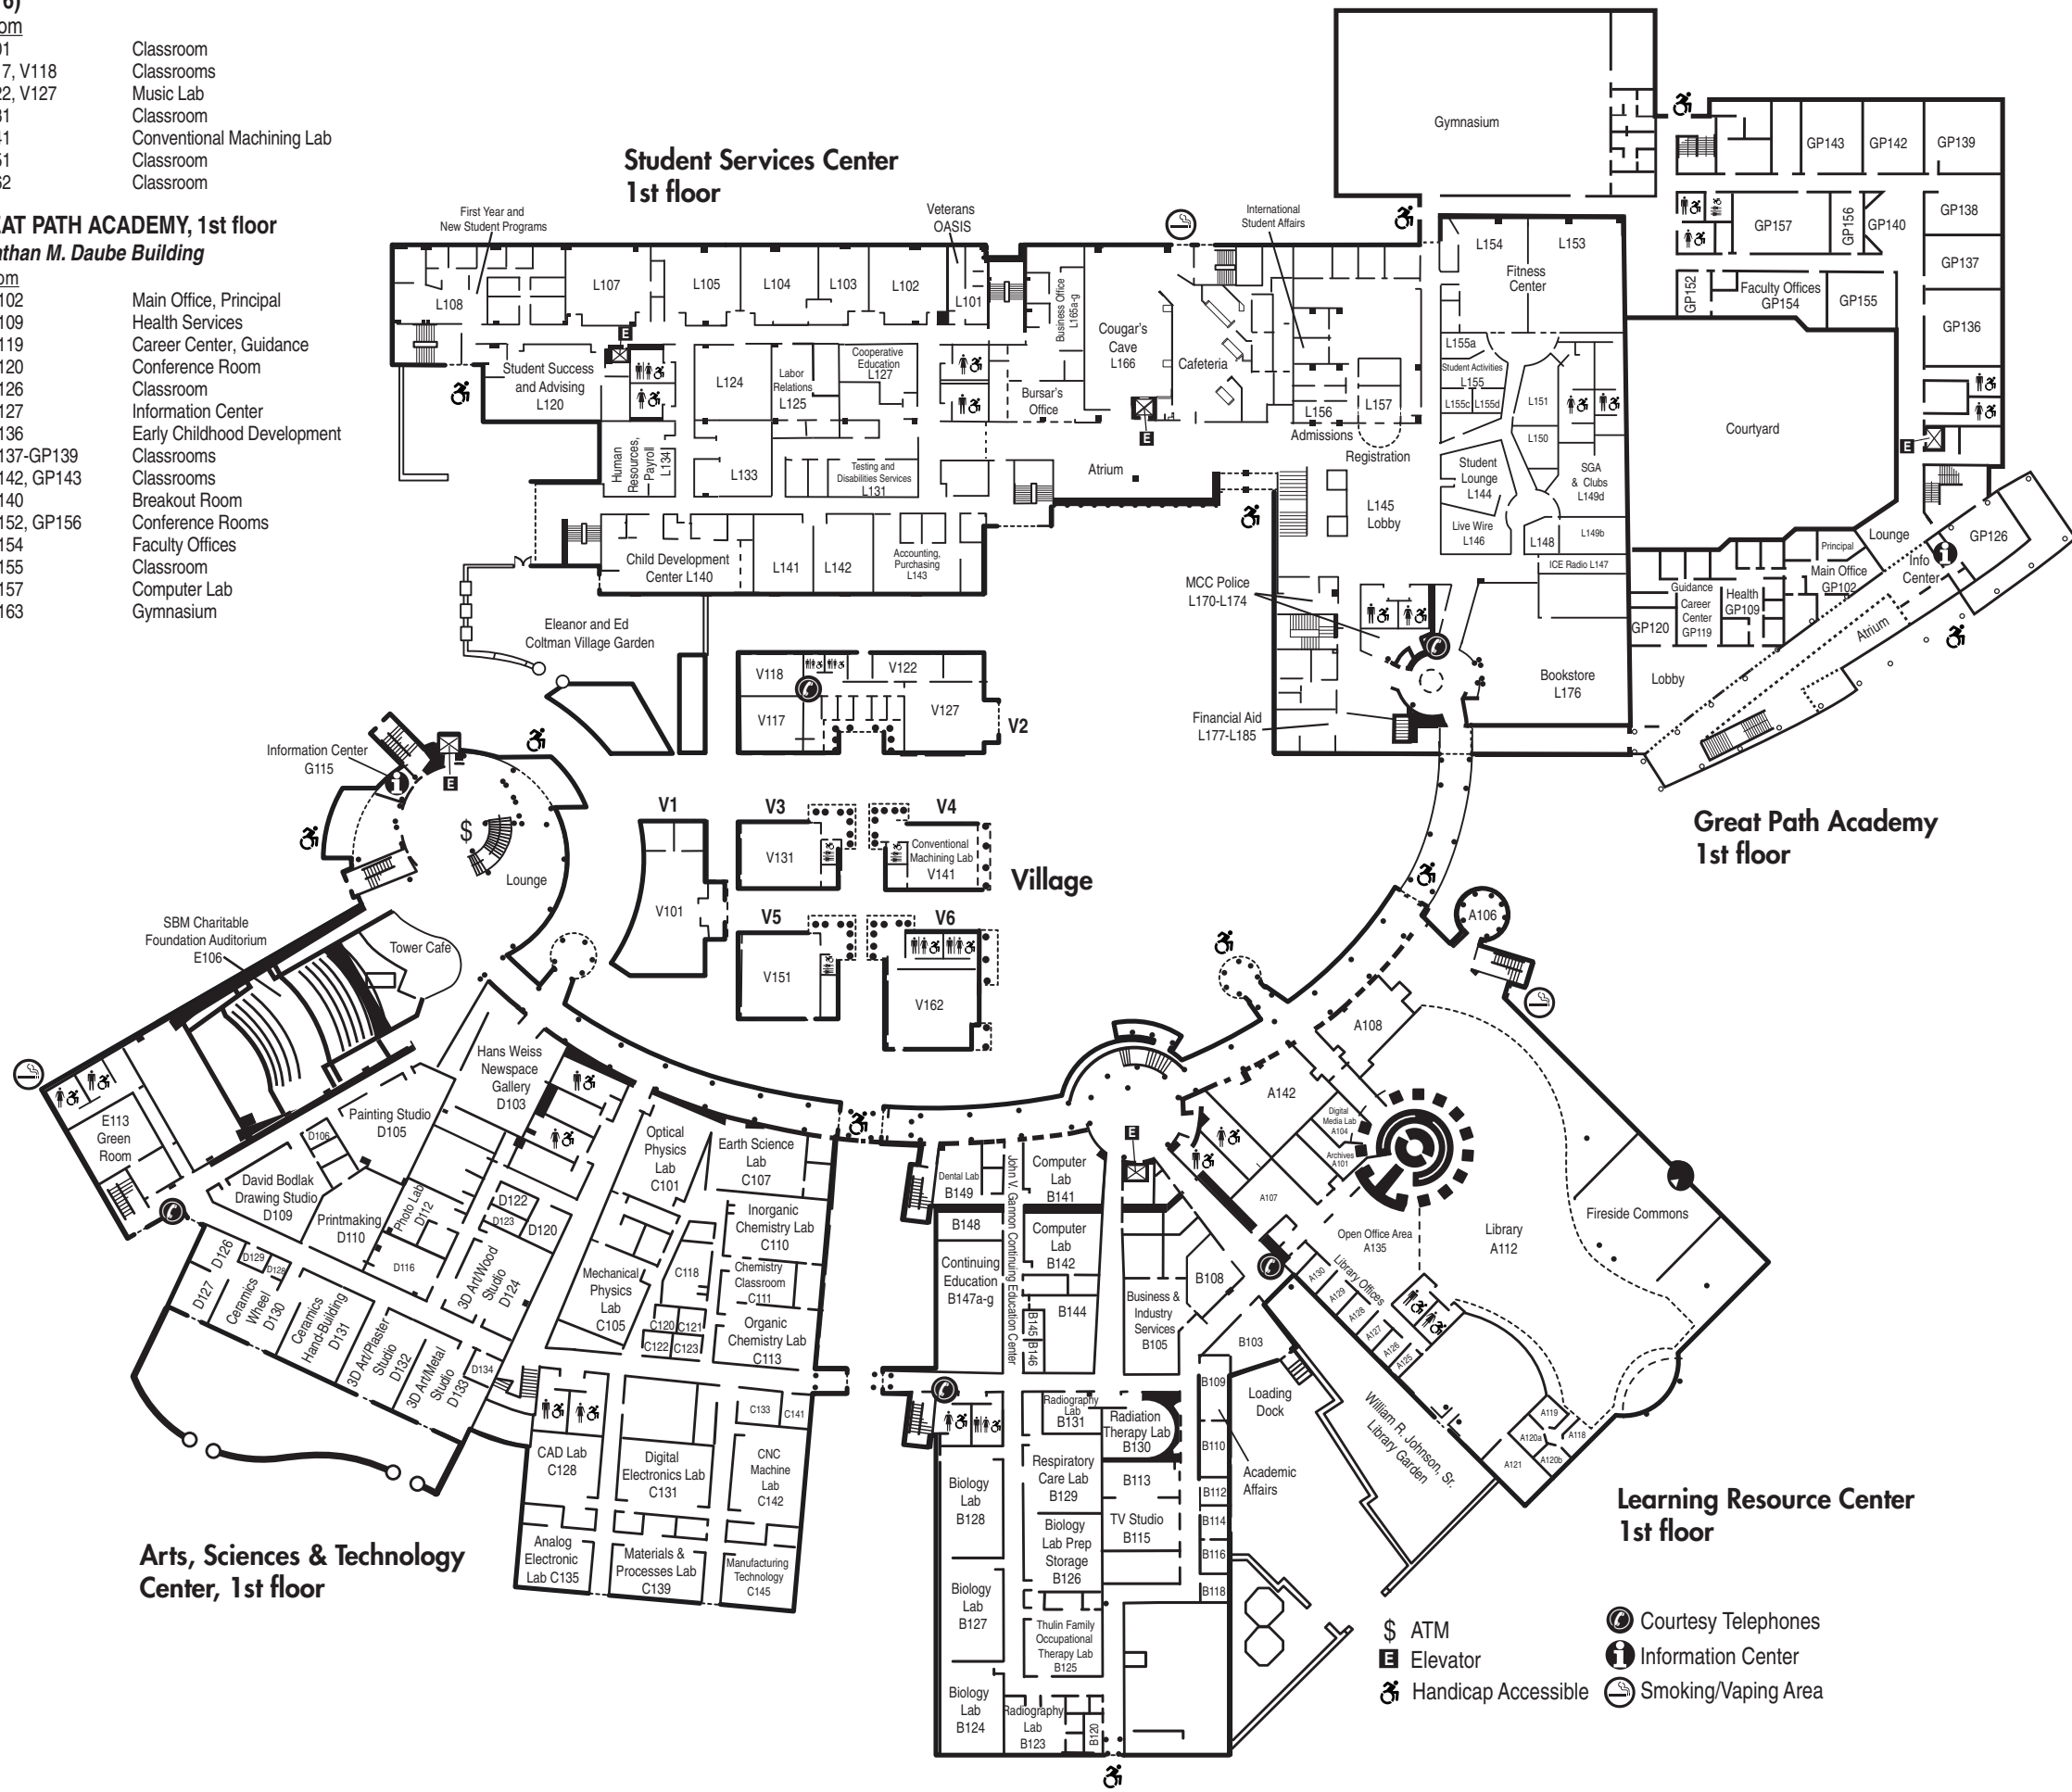 6)
om
01 Classroom
17, V118 Classrooms
22, V127 Music Lab
31 Classroom
41 Conventional Machining Lab
51 Classroom
62 Classroom
EAT PATH ACADEMY, 1st floor
athan M. Daube Building
om
102 Main Office, Principal
109 Health Services
119 Career Center, Guidance
120 Conference Room
126 Classroom
127 Information Center
136 Early Childhood Development
137-GP139 Classrooms
142, GP143 Classrooms
140 Breakout Room
152, GP156 Conference Rooms
154 Faculty Offices
155 Classroom
157 Computer Lab
163 Gymnasium
Student Services Center
1st floor
First Year and
New Student Programs
Veterans
OASIS
International
Student Affairs
L108
L107
L105
L104
L103
L102
L101
Business Office
L165a-g
Cougar's
Cave
L166
Cafeteria
E
Student Success
and Advising
L120
L124
Labor
Relations
L125
Cooperative
Education
L127
Bursar's
Office
E
Human
Resources,
Payroll
L134
L133
Testing and
Disabilities Services
L131
Atrium
L156
L157
Admissions
Registration
Child Development
Center L140
L141
L142
Accounting,
Purchasing
L143
L145
Lobby
Eleanor and Ed
Coltman Village Garden
Gymnasium
L154
L153
Fitness
Center
L155a
Student Activities
L155
L155c
L155d
L151
L150
Student
Lounge
L144
SGA
& Clubs
L149d
Live Wire
L146
L148
L149b
ICE Radio L147
MCC Police
L170-L174
Bookstore
L176
Financial Aid
L177-L185
GP143
GP142
GP139
GP157
GP156
GP140
GP138
GP137
GP152
Faculty Offices
GP154
GP155
GP136
Courtyard
E
Lounge
GP126
Principal
Main Office
GP102
Info
Center
Guidance
Career
Center
GP119
Health
GP109
GP120
Atrium
Lobby
Great Path Academy
1st floor
V118
V122
V117
V127
V2
V1
V3
V4
V101
V131
Conventional
Machining Lab
V141
Village
V5
V6
V151
V162
Information Center
G115
E
$
Lounge
SBM Charitable
Foundation Auditorium
E106
Tower Cafe
Hans Weiss
Newspace
Gallery
D103
E113
Green
Room
Painting Studio
D105
D106
David Bodlak
Drawing Studio
D109
Printmaking
D110
Photo Lab
D112
D116
D122
D123
D120
3D Art/Wood
Studio
D124
D126
D127
D129
D128
Ceramics
Wheel
D130
Ceramics
Hand-Building
D131
3D Art/Plaster
Studio
D132
3D Art/Metal
Studio
D133
D134
Optical
Physics
Lab
C101
Earth Science
Lab
C107
Inorganic
Chemistry Lab
C110
Mechanical
Physics
Lab
C105
C118
Chemistry
Classroom
C111
C120
C121
C122
C123
Organic
Chemistry Lab
C113
C133
C141
CAD Lab
C128
Digital
Electronics Lab
C131
CNC
Machine
Lab
C142
Analog
Electronic
Lab C135
Materials &
Processes Lab
C139
Manufacturing
Technology
C145
Arts, Sciences & Technology
Center, 1st floor
Dental Lab
B149
John V. Gannon Continuing Education Center
Computer
Lab
B141
E
B148
Computer
Lab
B142
Continuing
Education
B147a-g
B144
B145
B146
B108
Business &
Industry
Services
B105
B103
B109
Loading
Dock
Radiography
Lab
B131
Radiation
Therapy Lab
B130
B110
Academic
Affairs
Biology
Lab
B128
Respiratory
Care Lab
B129
B113
B112
TV Studio
B115
B114
Biology
Lab Prep
Storage
B126
B116
B118
Biology
Lab
B127
Thulin Family
Occupational
Therapy Lab
B125
Biology
Lab
B124
Radiography
Lab
B123
B120
A106
A108
A142
Digital
Media Lab
A104
Archives
A101
A107
Open Office Area
A135
Library
A112
Fireside Commons
Library Offices
A130
A129
A128
A127
A126
A125
A119
A120a
A118
A121
A120b
William R. Johnson, Sr.
Library Garden
Learning Resource Center
1st floor
$ ATM
E Elevator
Handicap Accessible
Courtesy Telephones
Information Center
Smoking/Vaping Area